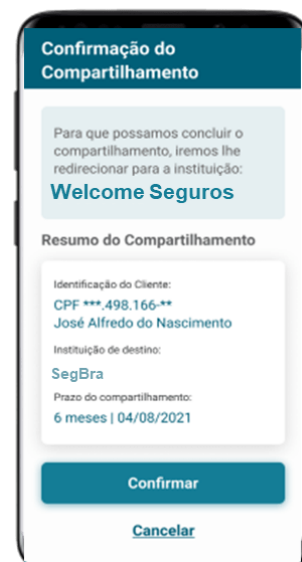 Confirmação do
Compartilhamento
Para que possamos concluir o
compartilhamento, iremos lhe
redirecionar para a instituição:
Welcome Seguros
Resumo do Compartilhamento
Identificação do Cliente:
CPF ***.498.166-**
José Alfredo do Nascimento
Instituição de destino:
SegBra
Prazo do compartilhamento:
6 meses | 04/08/2021
Confirmar
Cancelar